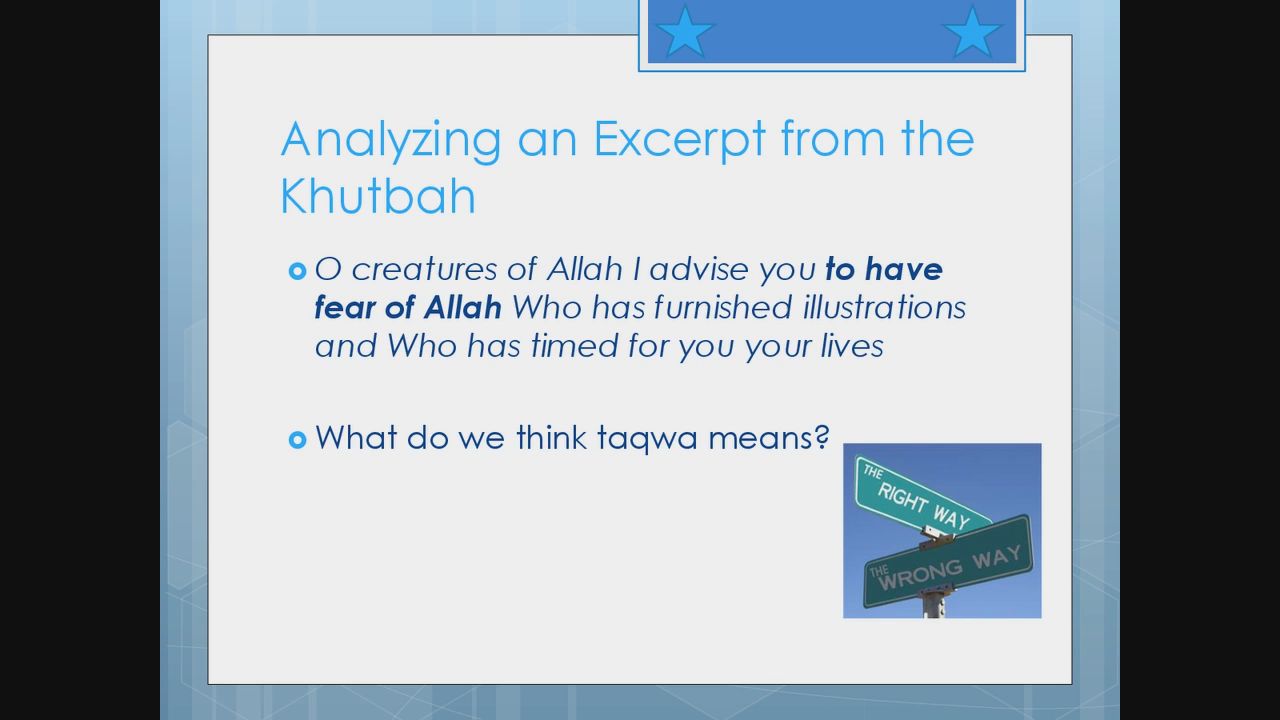 Analyzing an Excerpt from the
Khutbah
O creatures of Allah I advise you to have
fear of Allah Who has furnished illustrations
and Who has timed for you your lives
What do we think taqwa means?
THE
RIGHT WAY
THE
WRONG WAY